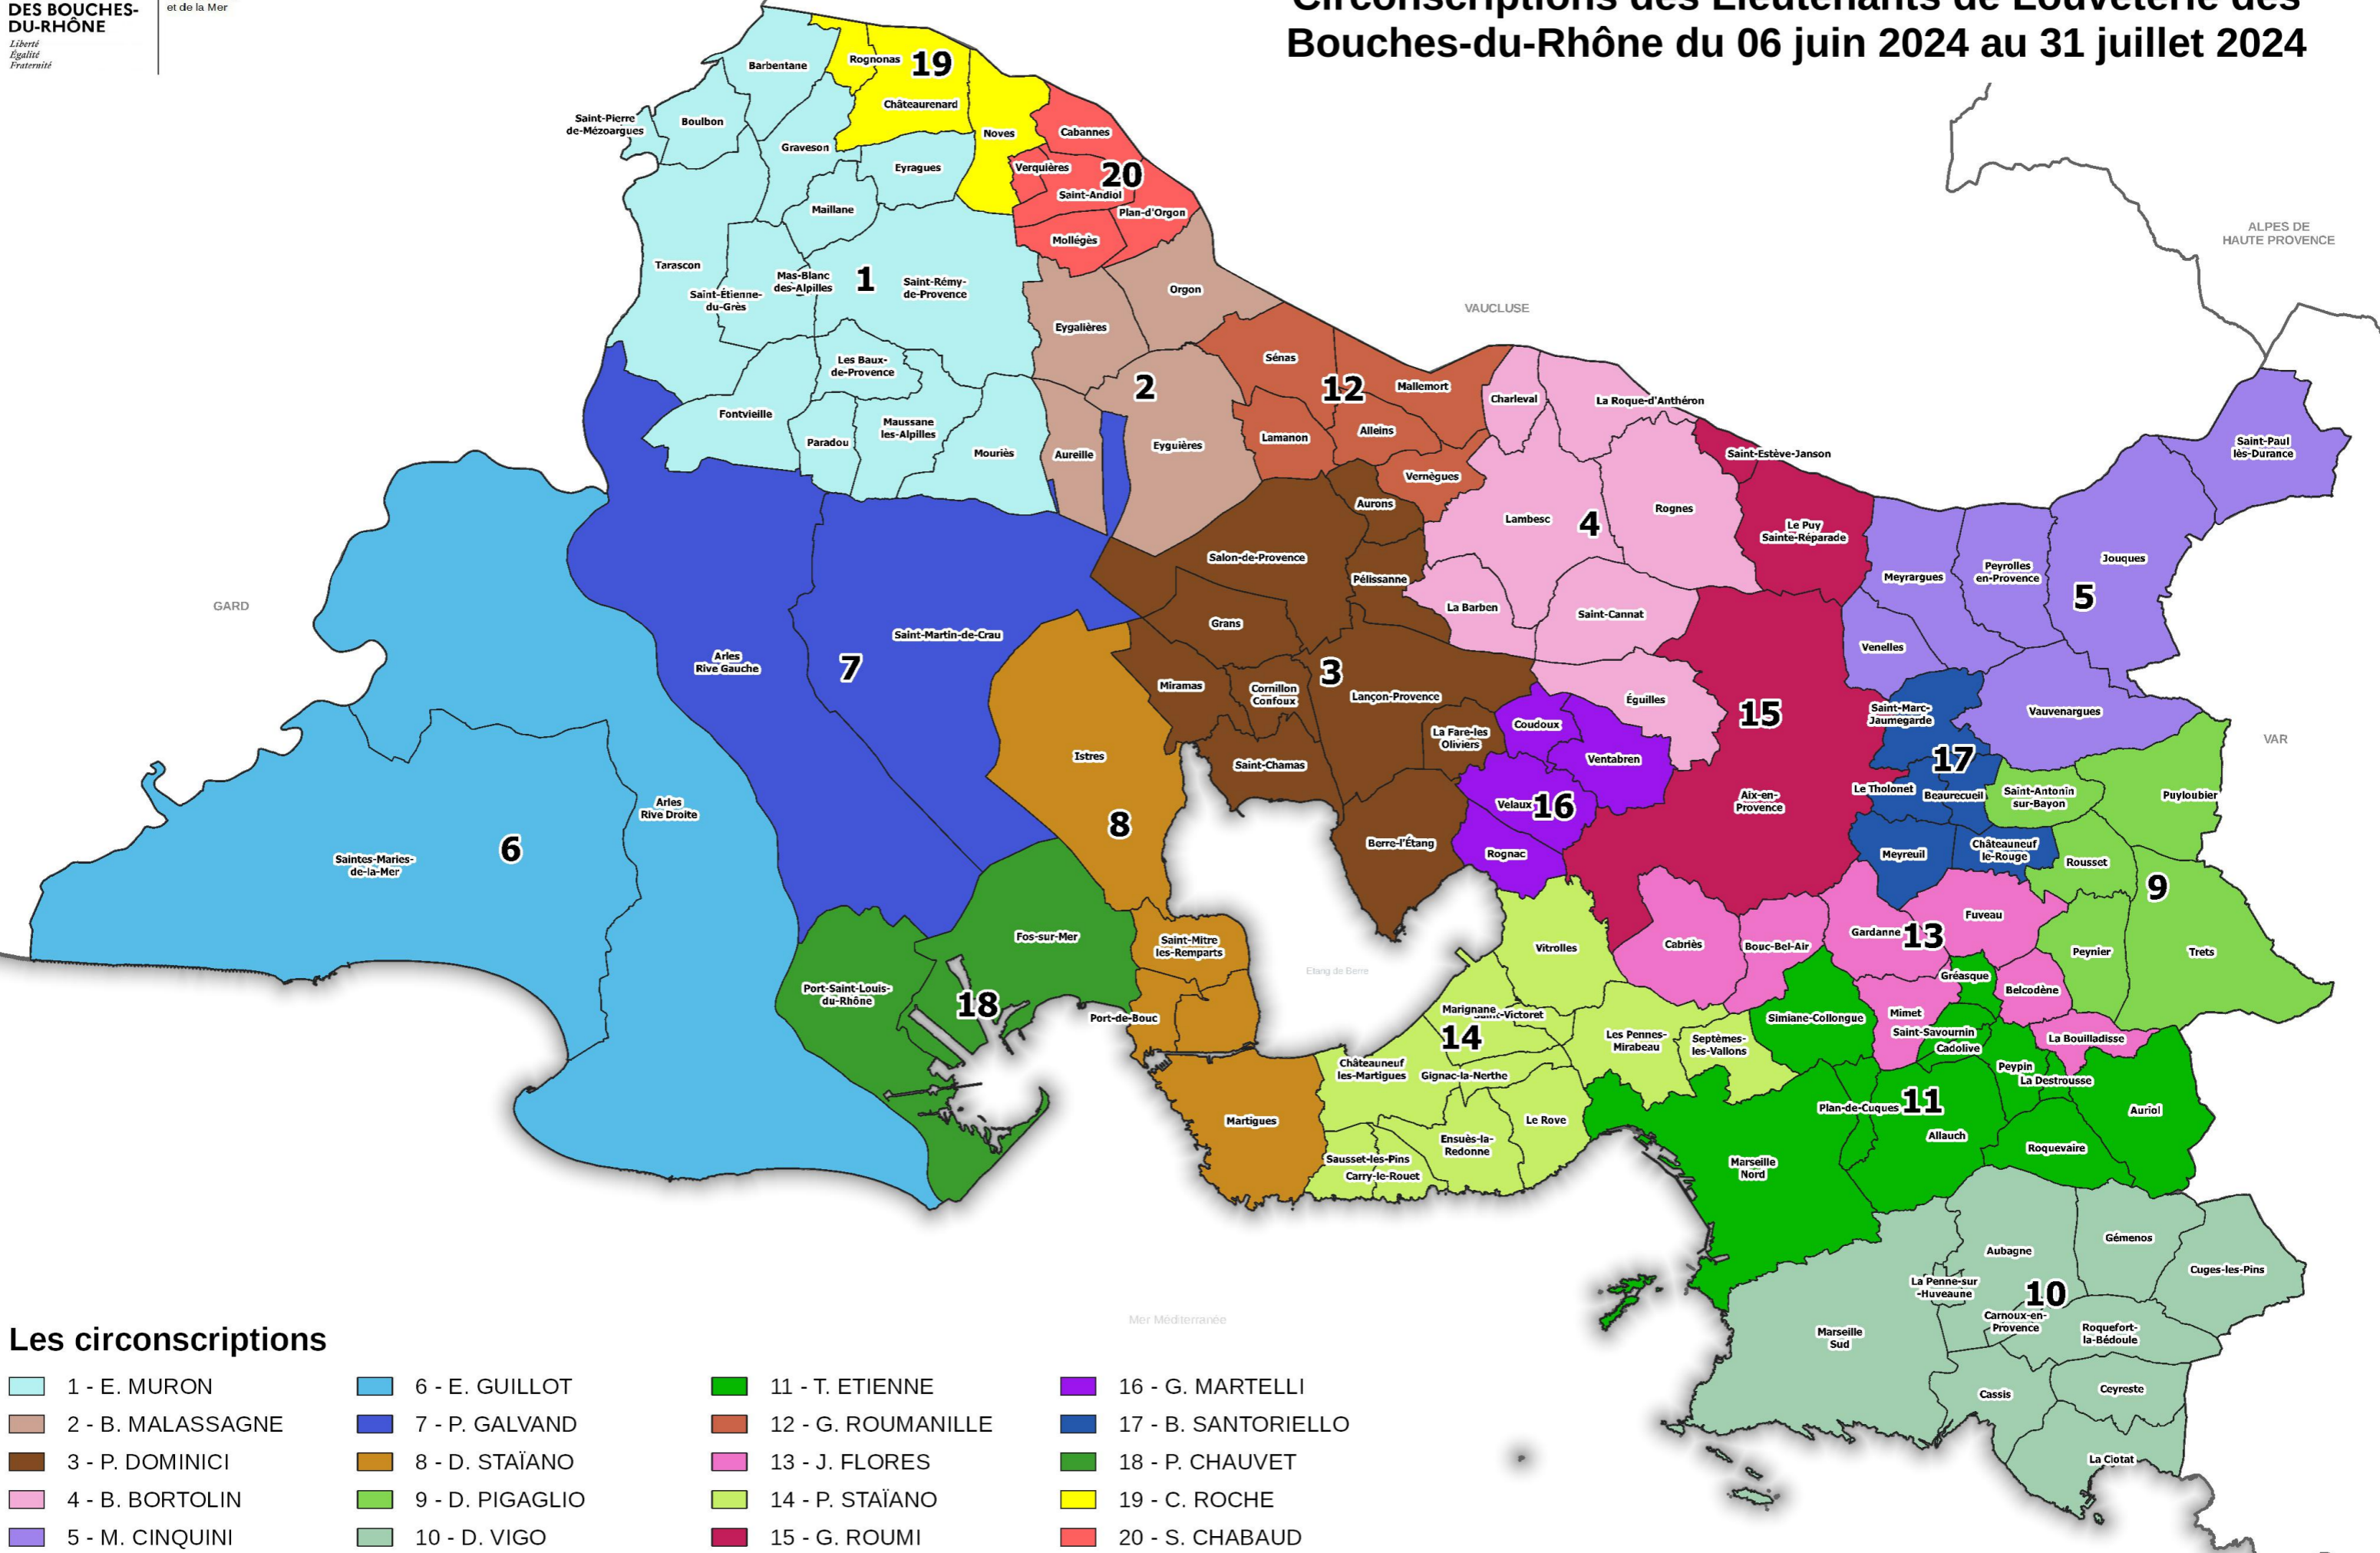 DES BOUCHES-
DU-RHÔNE
Liberté
Égalité
Fraternité
et de la Mer
Circonscriptions des Lieutenants de Louveterie des
Bouches-du-Rhône du 06 juin 2024 au 31 juillet 2024
ALPES DE
HAUTE PROVENCE
VAUCLUSE
GARD
VAR
Etang de Berre
Mer Méditerranée
Barbentane
Rognonas
19
Châteaurenard
Saint-Pierre
de-Mézoargues
Boulbon
Noves
Cabannes
Graveson
Eyragues
Verquières
20
Saint-Andiol
Maillane
Plan-d'Orgon
Mollégès
Tarascon
Mas-Blanc
des-Alpilles
1
Saint-Rémy-
de-Provence
Saint-Étienne-
du-Grès
Orgon
Eygalières
Les Baux-
de-Provence
2
Sénas
12
Mallemort
Charleval
La Roque-d'Anthéron
Fontvieille
Paradou
Maussane
les-Alpilles
Mouriès
Aureille
Eyguières
Lamanon
Alleins
Vernègues
Saint-Estève-Janson
Saint-Paul
lès-Durance
Aurons
Lambesc
4
Rognes
Le Puy
Sainte-Réparade
Salon-de-Provence
Pélissanne
Meyrargues
Peyrolles
en-Provence
Jouques
5
La Barben
Saint-Cannat
Grans
Saint-Martin-de-Crau
Arles
Rive Gauche
7
Venelles
3
Miramas
Cornillon
Confoux
Lançon-Provence
Éguilles
15
Saint-Marc-
Jaumegarde
Vauvenargues
Coudoux
La Fare-les
Oliviers
Istres
Saint-Chamas
Ventabren
17
Arles
Rive Droite
8
Velaux
16
Aix-en-
Provence
Le Tholonet
Beaurecueil
Saint-Antonin
sur-Bayon
Puyloubier
6
Saintes-Maries-
de-la-Mer
Berre-l'Étang
Rognac
Meyreuil
Châteauneuf
le-Rouge
Rousset
9
Fos-sur-Mer
Saint-Mitre
les-Remparts
Vitrolles
Cabriès
Bouc-Bel-Air
Gardanne
13
Fuveau
Peynier
Trets
Port-Saint-Louis-
du-Rhône
18
Port-de-Bouc
Gréasque
Belcodène
Marignane
Saint-Victoret
14
Simiane-Collongue
Mimet
Saint-Savournin
Cadolive
La Bouilladisse
Les Pennes-
Mirabeau
Septèmes-
les-Vallons
Châteauneuf
les-Martigues
Gignac-la-Nerthe
Peypin
La Destrousse
Martigues
Le Rove
Plan-de-Cuques
11
Auriol
Allauch
Ensuès-la-
Redonne
Sausset-les-Pins
Carry-le-Rouet
Marseille
Nord
Roquevaire
Aubagne
Gémenos
Cuges-les-Pins
La Penne-sur
-Huveaune
10
Carnoux-en-
Provence
Roquefort-
la-Bédoule
Marseille
Sud
Cassis
Ceyreste
La Ciotat
Les circonscriptions
1 - E. MURON
2 - B. MALASSAGNE
3 - P. DOMINICI
4 - B. BORTOLIN
5 - M. CINQUINI
6 - E. GUILLOT
7 - P. GALVAND
8 - D. STAÏANO
9 - D. PIGAGLIO
10 - D. VIGO
11 - T. ETIENNE
12 - G. ROUMANILLE
13 - J. FLORES
14 - P. STAÏANO
15 - G. ROUMI
16 - G. MARTELLI
17 - B. SANTORIELLO
18 - P. CHAUVET
19 - C. ROCHE
20 - S. CHABAUD